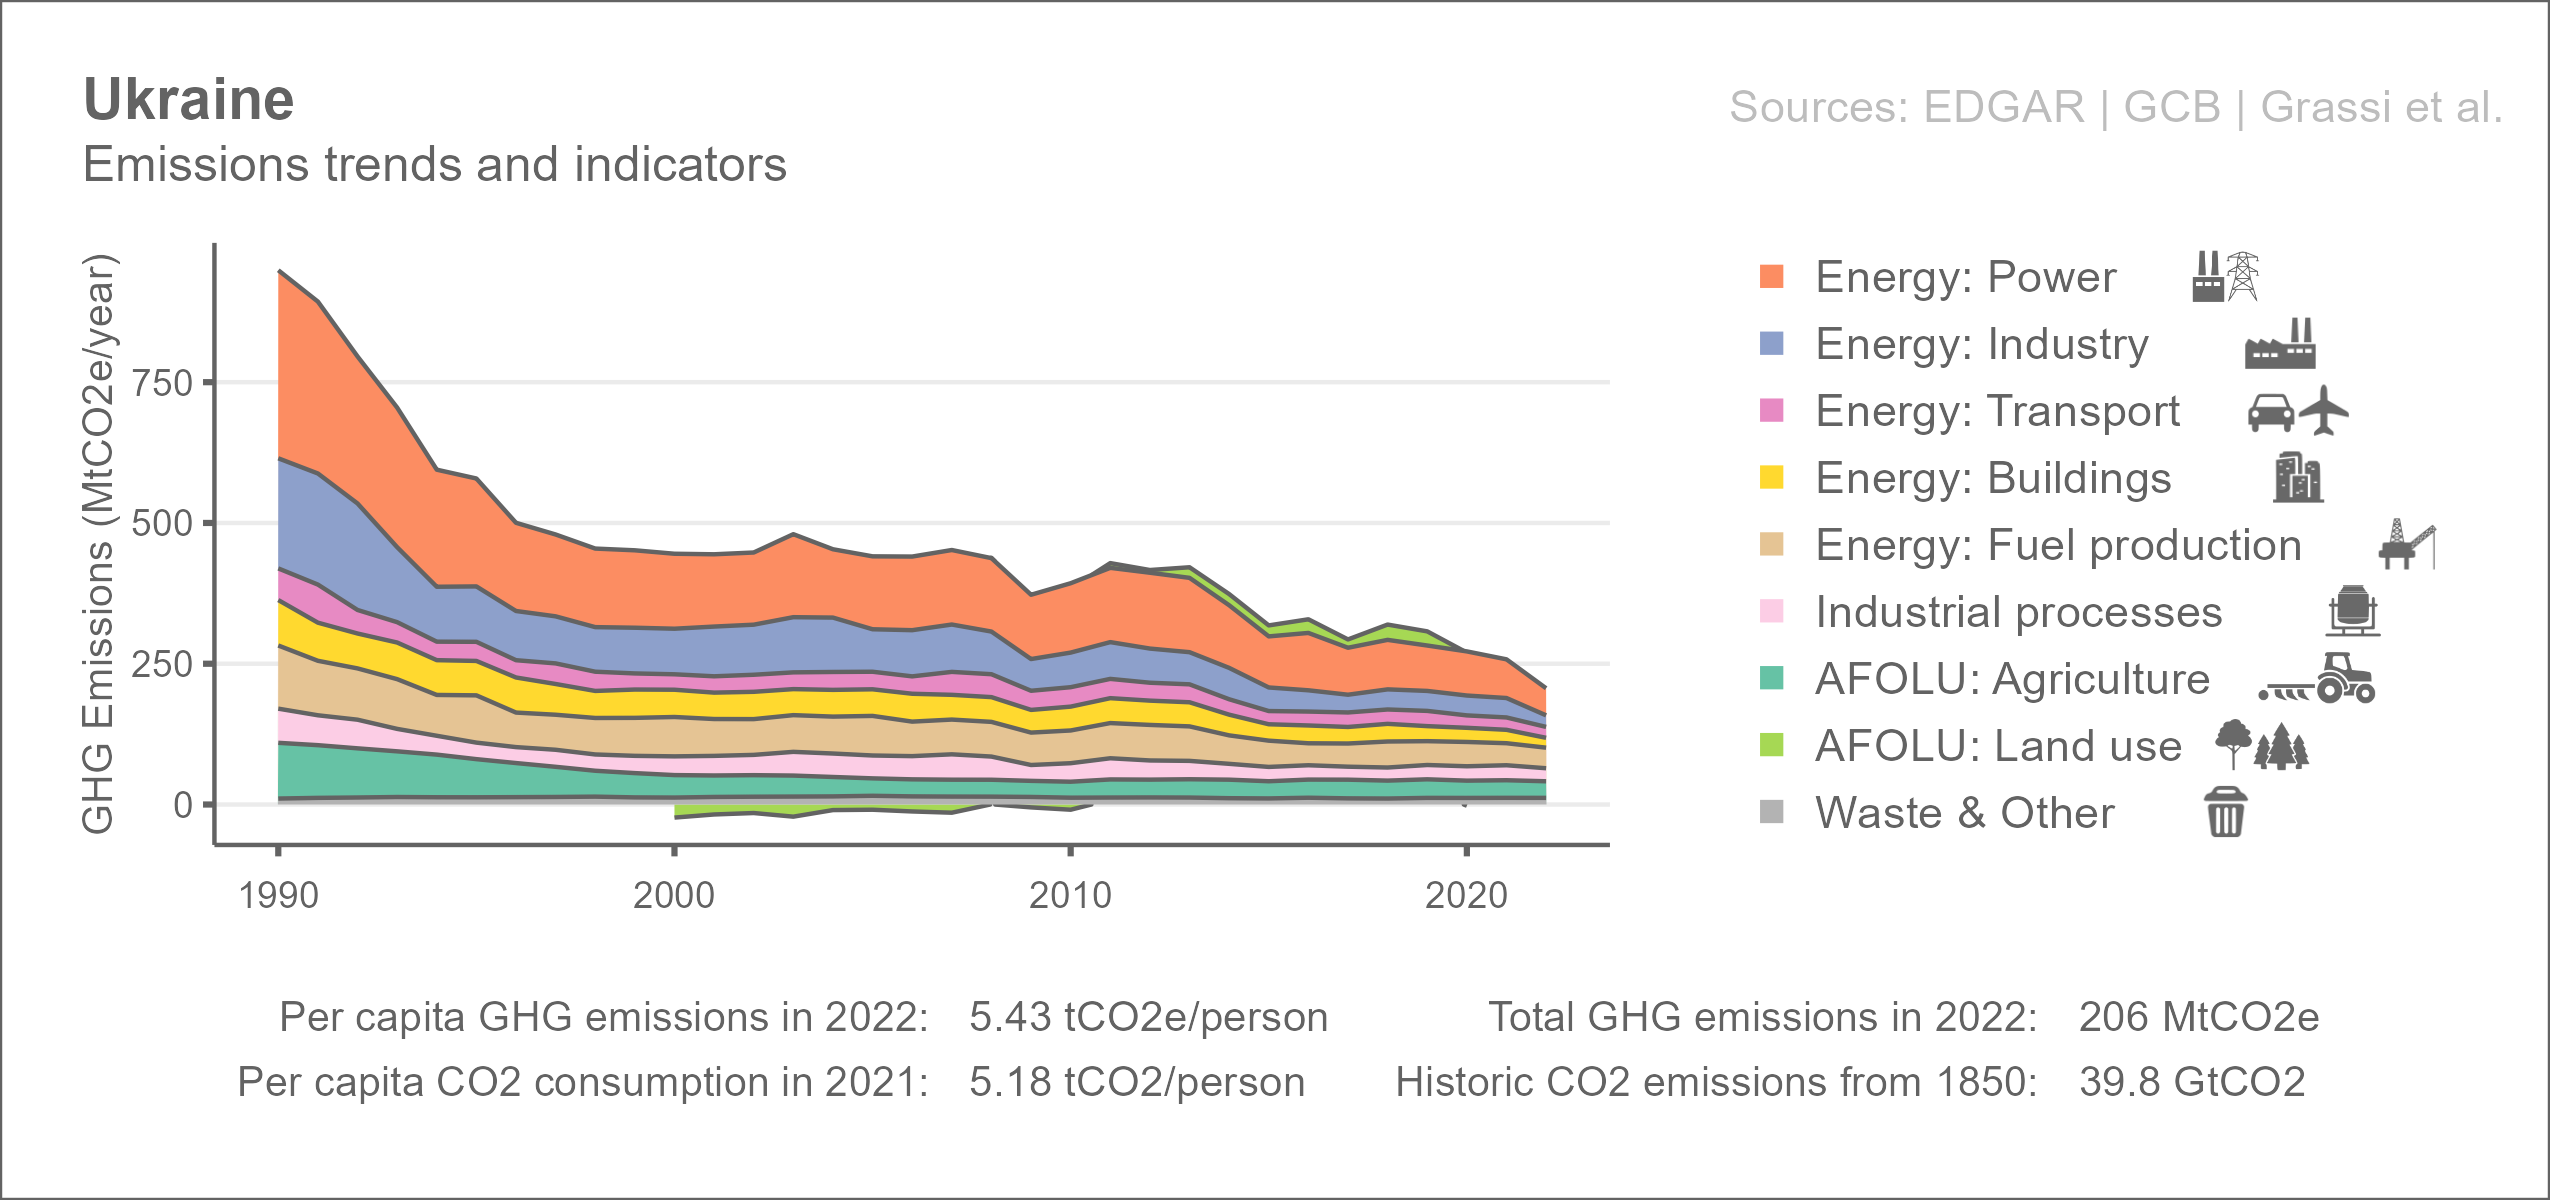 Ukraine
Sources: EDGAR | GCB | Grassi et al.
Emissions trends and indicators
GHG Emissions (MtCO2e/year)
750
500
250
0
1990
2000
2010
2020
Energy: Power
Energy: Industry
Energy: Transport
Energy: Buildings
Energy: Fuel production
Industrial processes
AFOLU: Agriculture
AFOLU: Land use
Waste & Other
Per capita GHG emissions in 2022: 5.43 tCO2e/person
Total GHG emissions in 2022: 206 MtCO2e
Per capita CO2 consumption in 2021: 5.18 tCO2/person
Historic CO2 emissions from 1850: 39.8 GtCO2